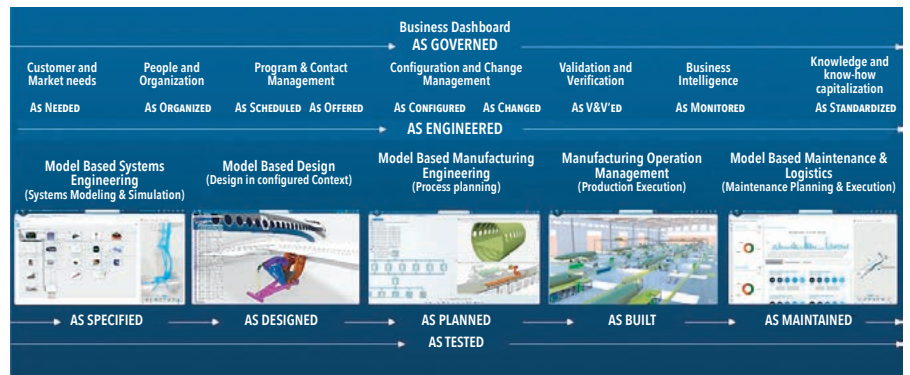 Business Dashboard
AS GOVERNED
Customer and
Market needs
People and
Organization
Program & Contact
Management
Configuration and Change
Management
Validation and
Verification
Business
Intelligence
Knowledge and
know-how
capitalization
AS NEEDED
AS ORGANIZED
AS SCHEDULED
AS OFFERED
AS CONFIGURED
AS CHANGED
AS V&V'ED
AS MONITORED
AS STANDARDIZED
AS ENGINEERED
Model Based Systems
Engineering
(Systems Modeling & Simulation)
Model Based Design
(Design in configured Context)
Model Based Manufacturing
Engineering
(Process planning)
Manufacturing Operation
Management
(Production Execution)
Model Based Maintenance &
Logistics
(Maintenance Planning & Execution)
AS SPECIFIED
AS DESIGNED
AS PLANNED
AS BUILT
AS MAINTAINED
AS TESTED